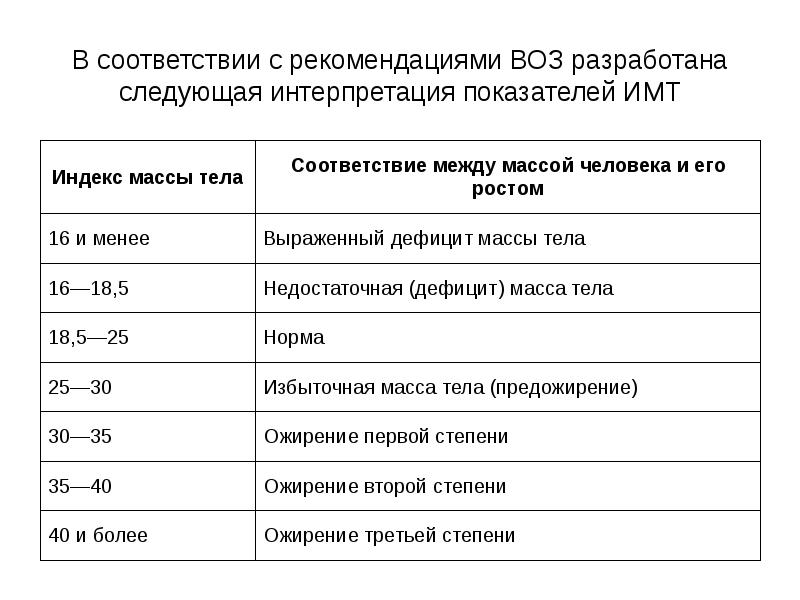 В соответствии с рекомендациями ВОЗ разработана
следующая интерпретация показателей ИМТ
Индекс массы тела
Соответствие между массой человека и его
ростом
16 и менее
Выраженный дефицит массы тела
16—18,5
Недостаточная (дефицит) масса тела
18,5—25
Норма
25—30
Избыточная масса тела (предожирение)
30—35
Ожирение первой степени
35—40
Ожирение второй степени
40 и более
Ожирение третьей степени